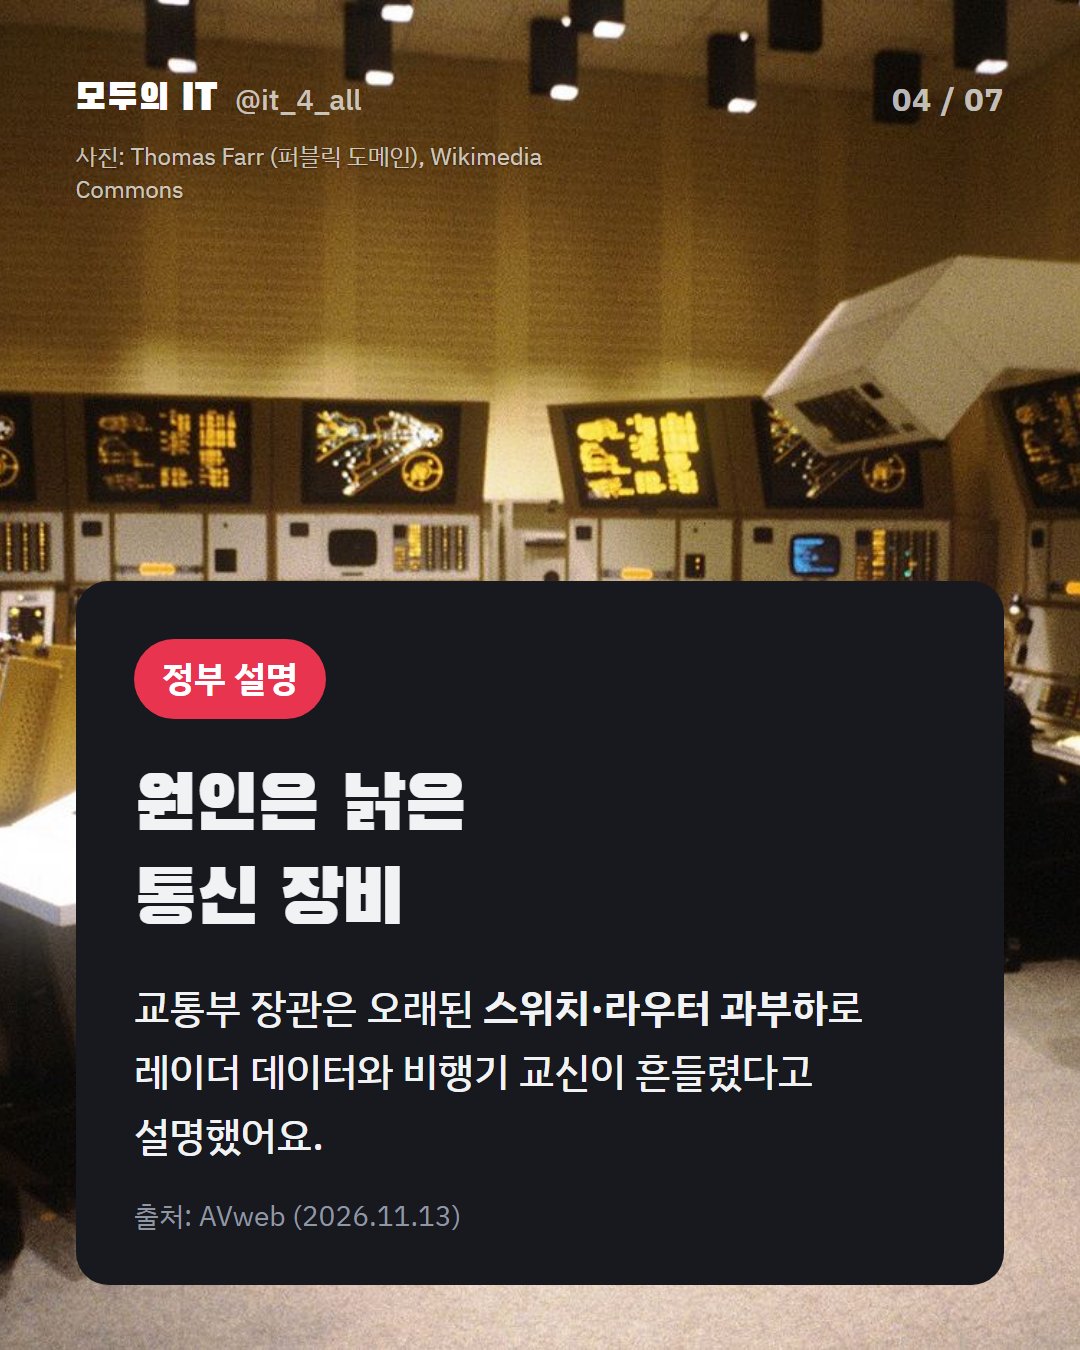 모두의 IT @it_4_all
04 / 07
사진: Thomas Farr (퍼블릭 도메인), Wikimedia
Commons
정부 설명
원인은 낡은
통신 장비
교통부 장관은 오래된 스위치·라우터 과부하로
레이더 데이터와 비행기 교신이 흔들렸다고
설명했어요.
출처: AVweb (2026.11.13)